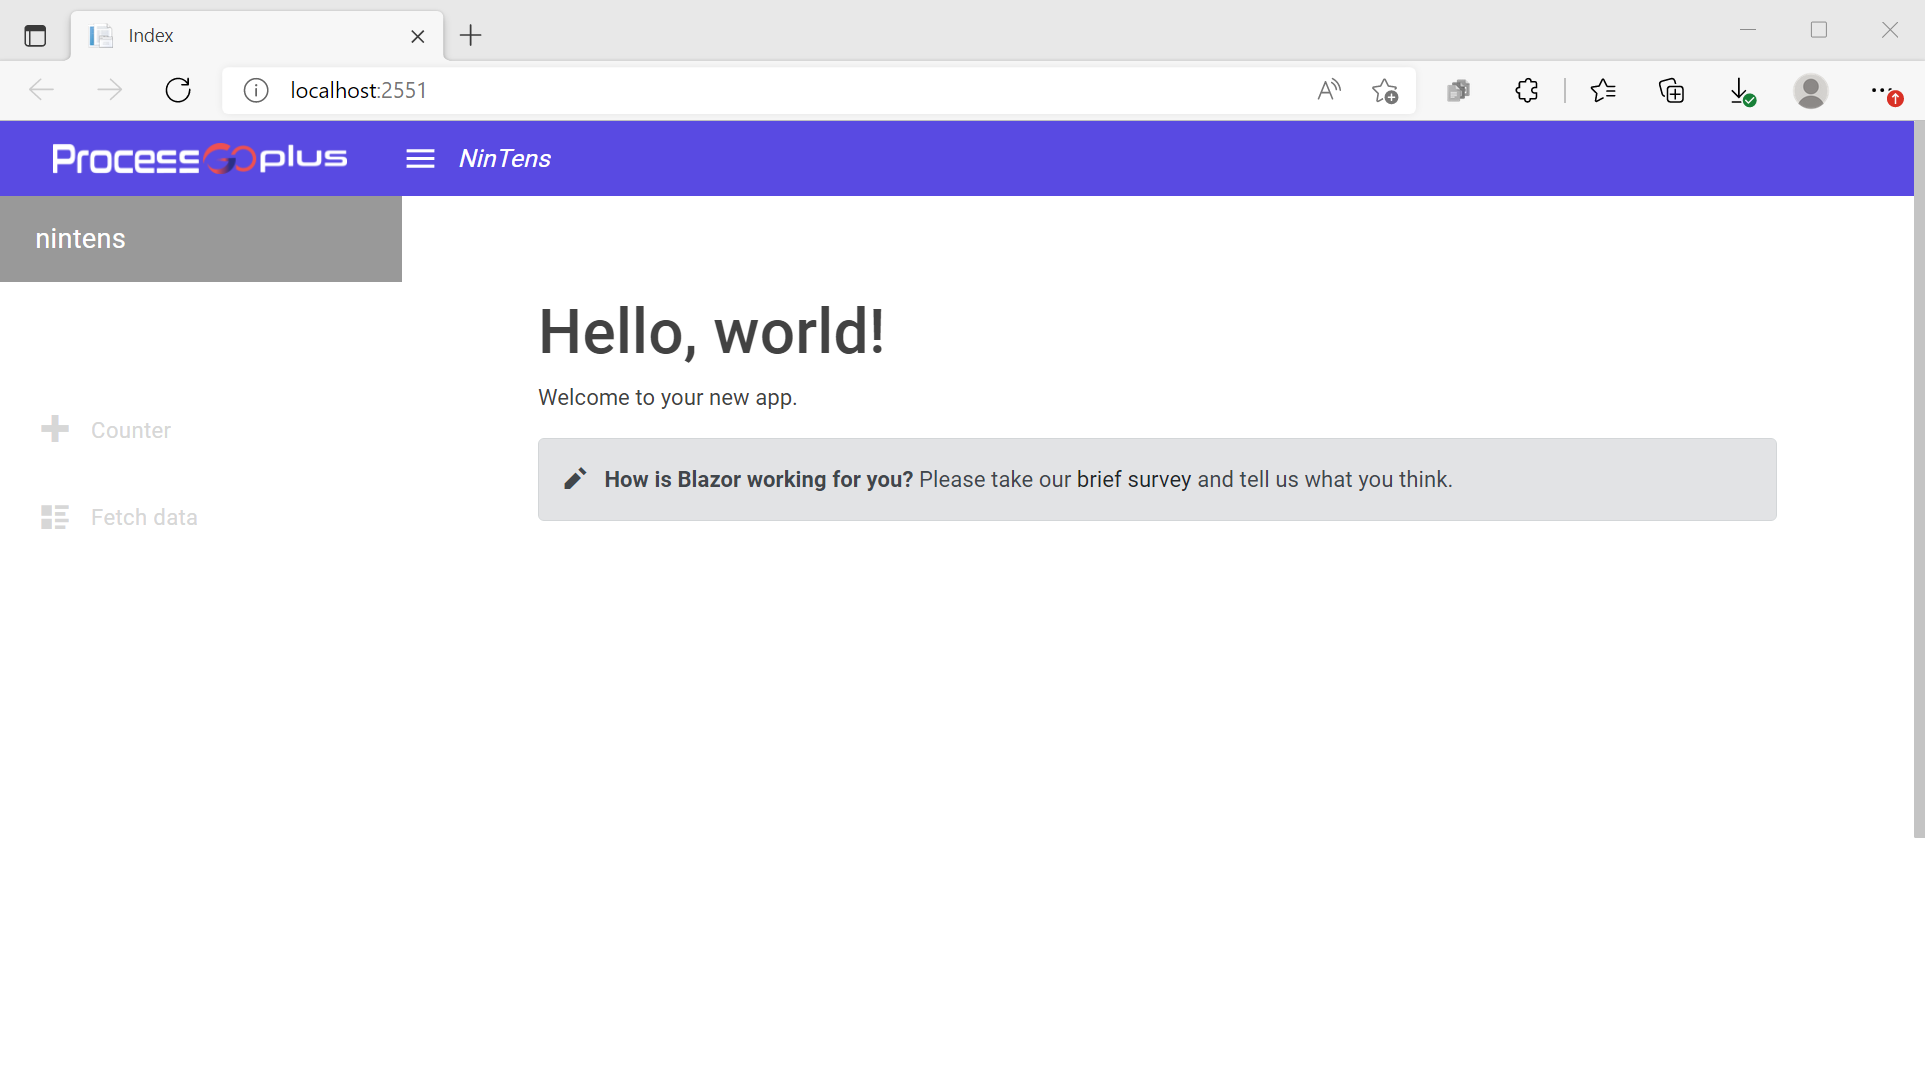 Index
localhost:2551
ProcessGOplus
NinTens
nintens
Hello, world!
Welcome to your new app.
Counter
How is Blazor working for you? Please take our brief survey and tell us what you think.
Fetch data